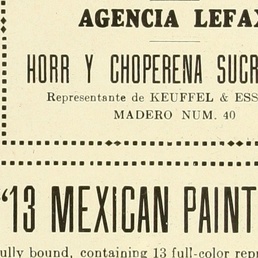 AGENCIA LEFAX
HORR Y CHOPERENA SUCR
Representante de KEUFFEL & ESS
MADERO NUM. 40
"13 MEXICAN PAINT
ully bound, containing 13 full-color repr